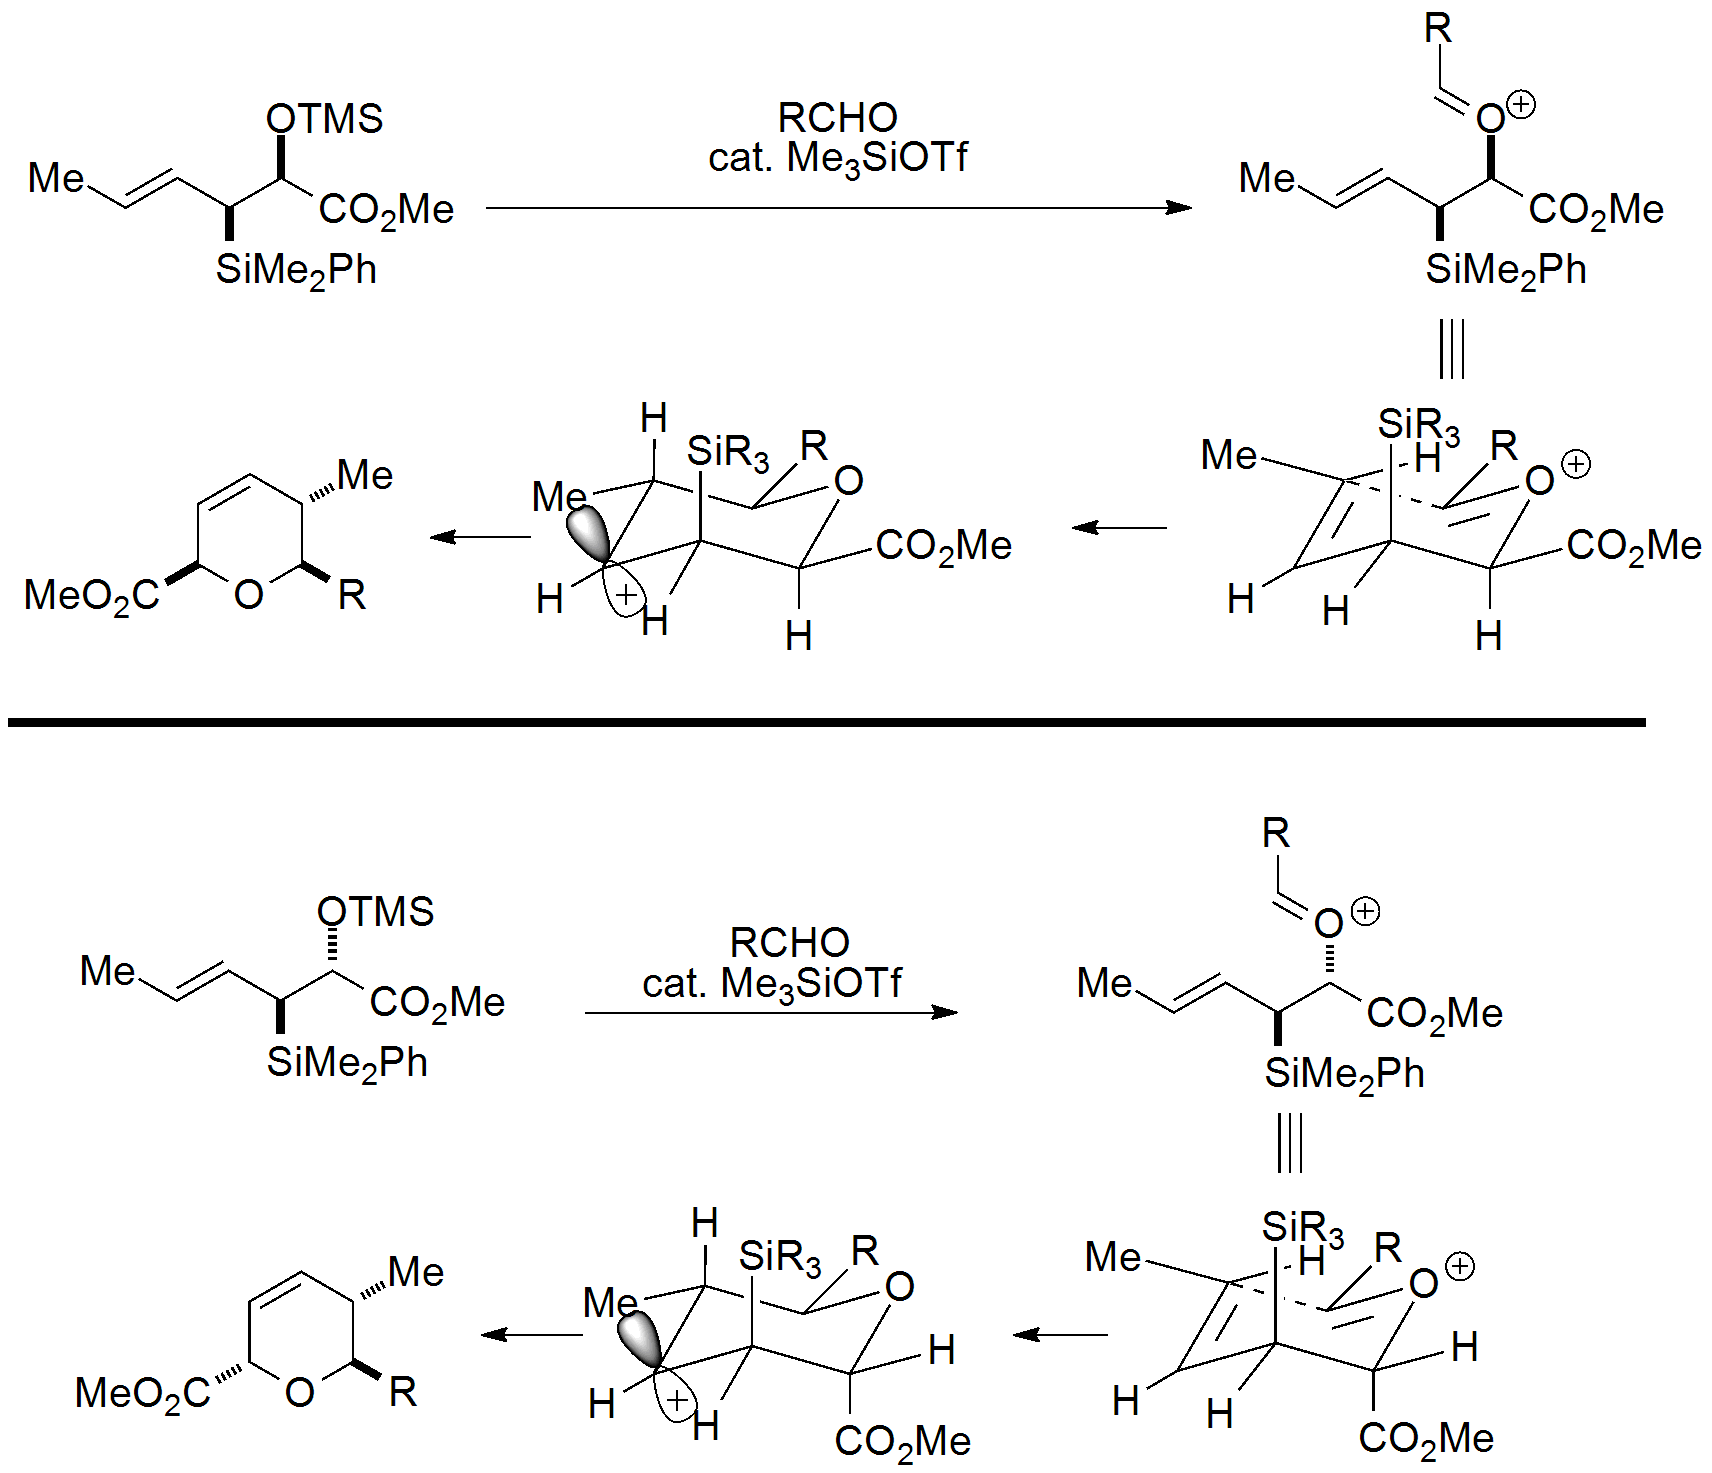 R
OTMS
RCHO
O ⊕
cat. Me₃SiOTf
Me
CO₂Me
Me
CO₂Me
SiMe₂Ph
SiMe₂Ph
H
SiR₃
R
SiR₃
R
Me
H
O ⊕
Me
Me
O
CO₂Me
CO₂Me
MeO₂C
O
R
H
+
H
H
H
H
H
R
OTMS
RCHO
O ⊕
cat. Me₃SiOTf
Me
CO₂Me
Me
CO₂Me
SiMe₂Ph
SiMe₂Ph
H
SiR₃
R
SiR₃
R
Me
H
O ⊕
Me
Me
O
H
H
MeO₂C
O
R
H
+
H
CO₂Me
H
H
CO₂Me